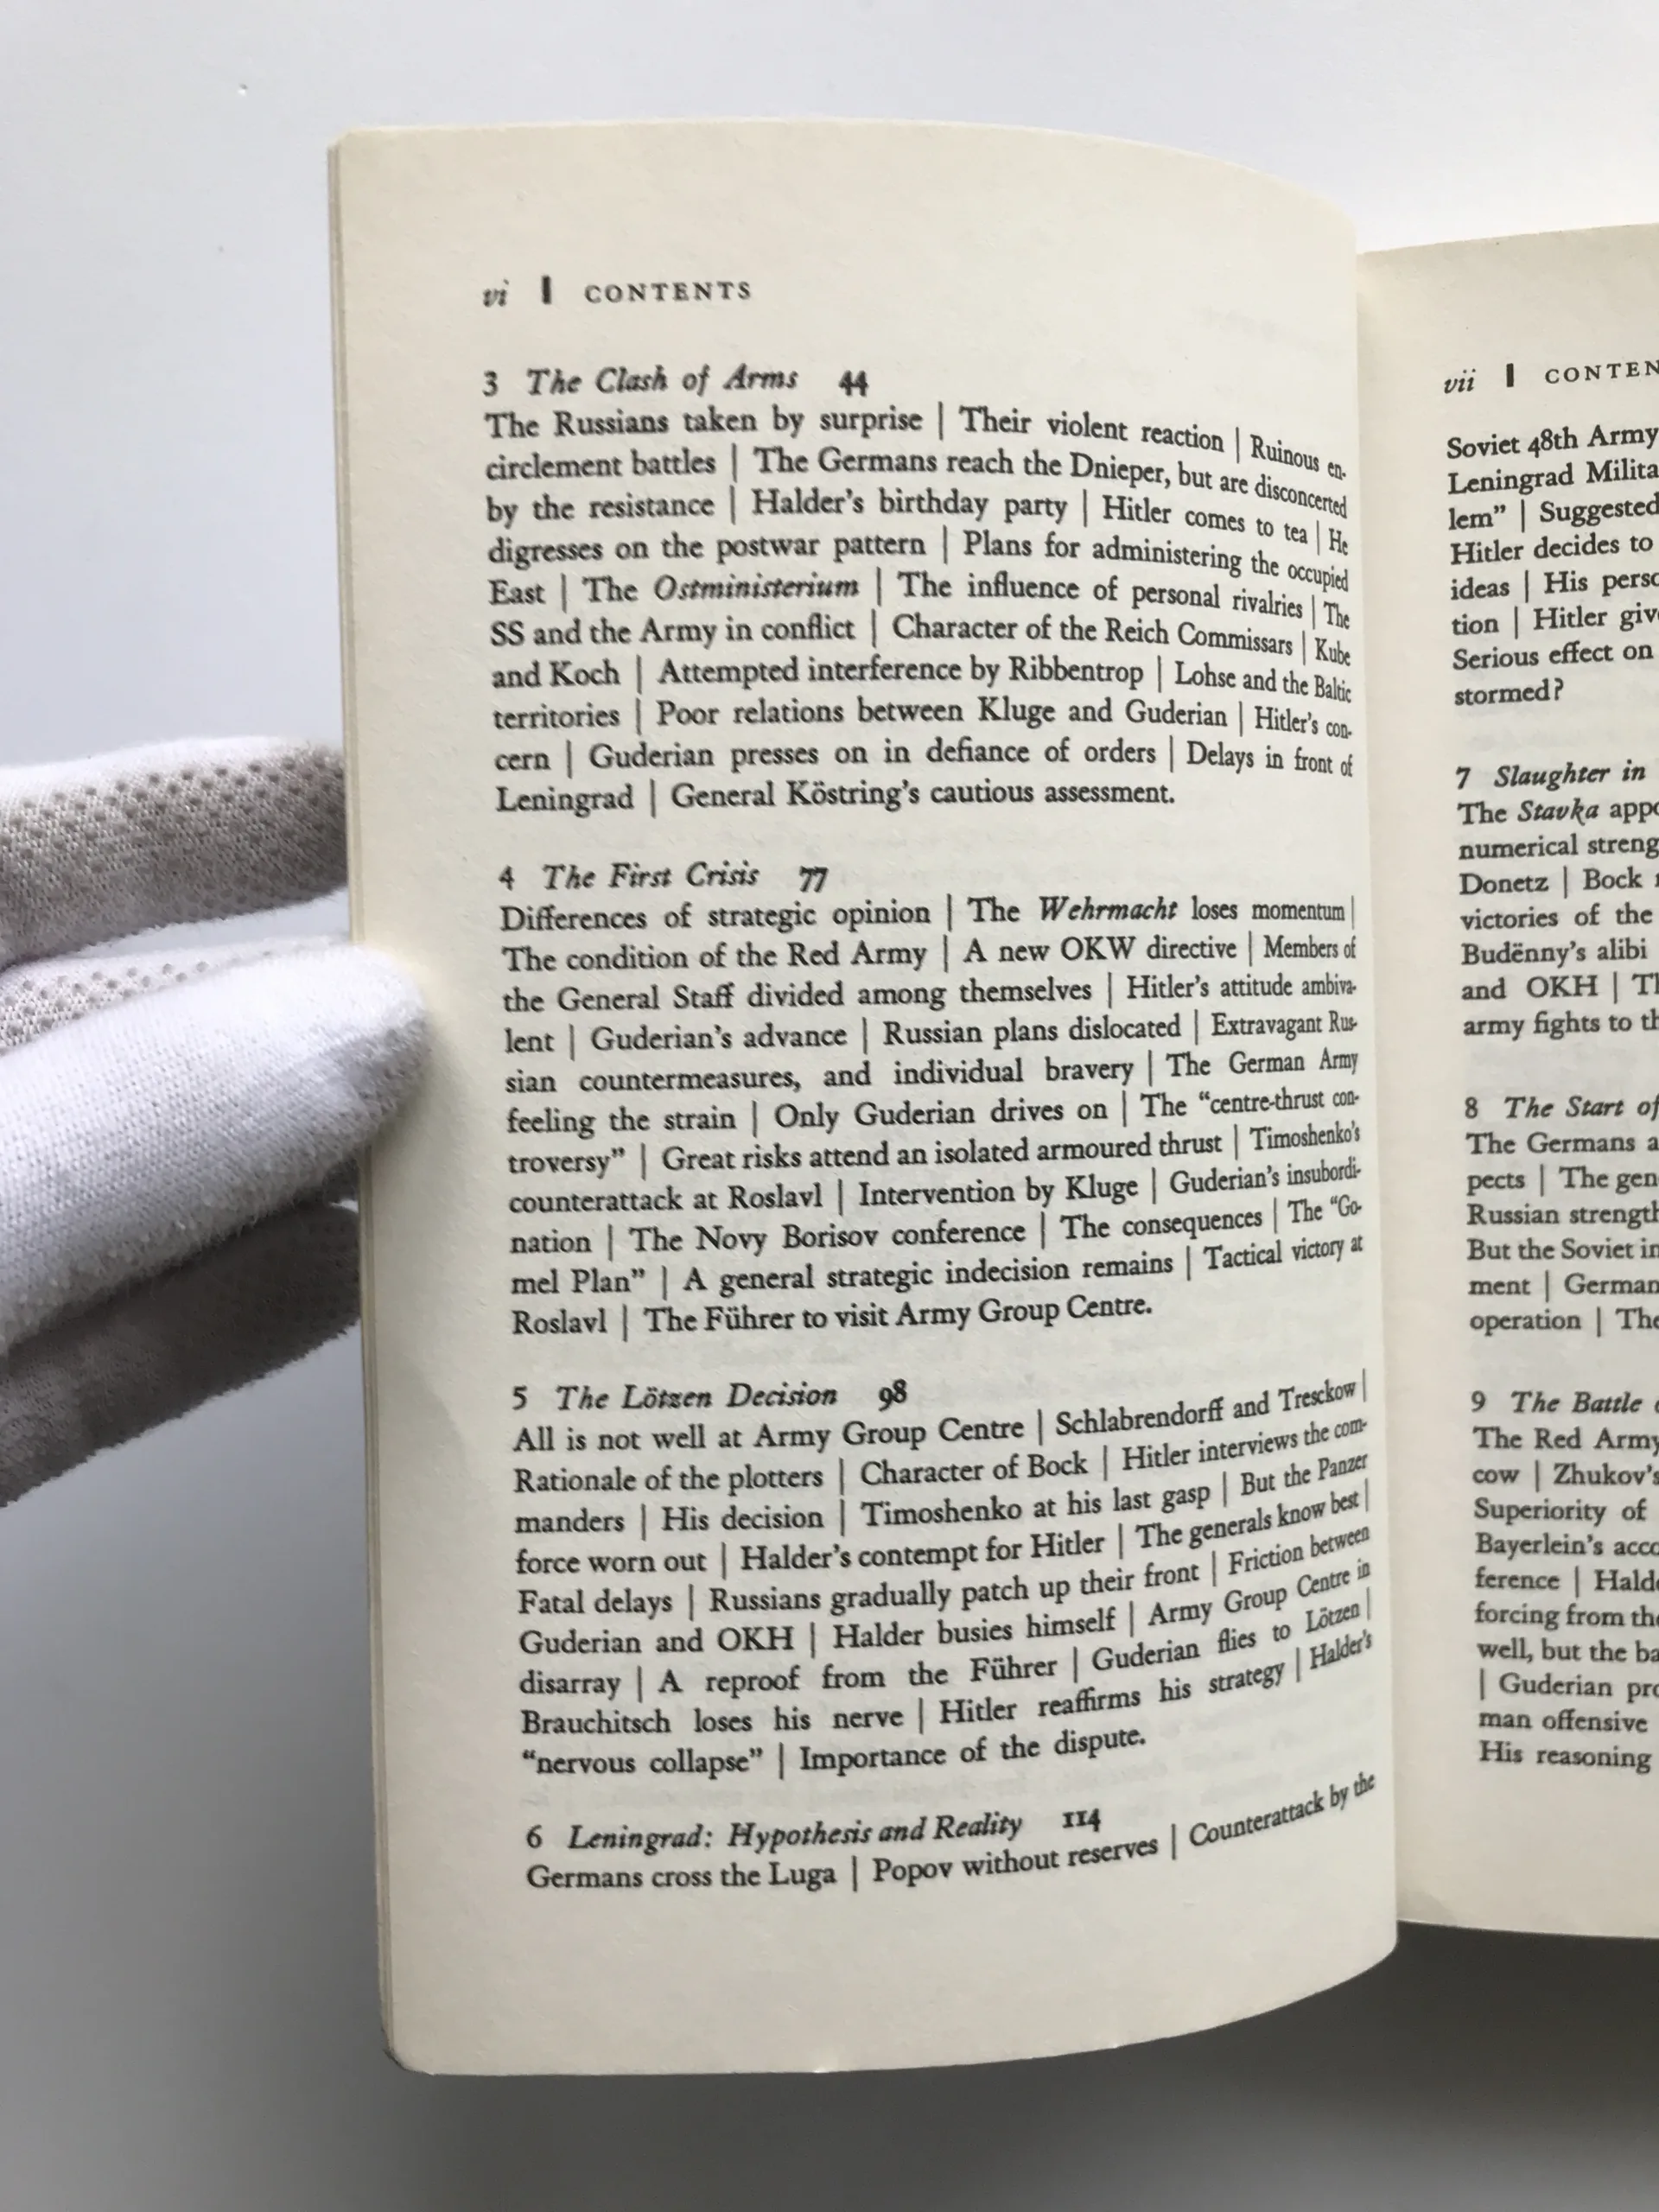 vi | CONTENTS
3 The Clash of Arms 44
The Russians taken by surprise | Their violent reaction | Ruinous en-
circlement battles | The Germans reach the Dnieper, but are disconcerted
by the resistance | Halder's birthday party | Hitler comes to tea | He
digresses on the postwar pattern | Plans for administering the occupied
East | The Ostministerium | The influence of personal rivalries | The
SS and the Army in conflict | Character of the Reich Commissars | Kube
and Koch | Attempted interference by Ribbentrop | Lohse and the Baltic
territories | Poor relations between Kluge and Guderian | Hitler's con-
cern | Guderian presses on in defiance of orders | Delays in front of
Leningrad | General Köstring's cautious assessment.
4 The First Crisis 77
Differences of strategic opinion | The Wehrmacht loses momentum |
The condition of the Red Army | A new OKW directive | Members of
the General Staff divided among themselves | Hitler's attitude ambiva-
lent | Guderian's advance | Russian plans dislocated | Extravagant Rus-
sian countermeasures, and individual bravery | The German Army
feeling the strain | Only Guderian drives on | The “centre-thrust con-
troversy” | Great risks attend an isolated armoured thrust | Timoshenko's
counterattack at Roslavl | Intervention by Kluge | Guderian's insubordi-
nation | The Novy Borisov conference | The consequences | The “Go-
mel Plan” | A general strategic indecision remains | Tactical victory at
Roslavl | The Führer to visit Army Group Centre.
5 The Lötzen Decision 98
All is not well at Army Group Centre | Schlabrendorff and Tresckow |
Rationale of the plotters | Character of Bock | Hitler interviews the com-
manders | His decision | Timoshenko at his last gasp | But the Panzer
force worn out | Halder's contempt for Hitler | The generals know best |
Fatal delays | Russians gradually patch up their front | Friction between
Guderian and OKH | Halder busies himself | Army Group Centre in
disarray | A reproof from the Führer | Guderian flies to Lötzen |
Brauchitsch loses his nerve | Hitler reaffirms his strategy | Halder's
“nervous collapse” | Importance of the dispute.
6 Leningrad: Hypothesis and Reality 114
Germans cross the Luga | Popov without reserves | Counterattack by the
vii | CONTEN
Soviet 48th Army
Leningrad Milita
lem” | Suggested
Hitler decides to
ideas | His perso
tion | Hitler giv
Serious effect on
stormed?
7 Slaughter in
The Stavka appo
numerical streng
Donetz | Bock
victories of the
Budënny's alibi
and OKH | Th
army fights to th
8 The Start of
The Germans a
pects | The gen
Russian strength
But the Soviet in
ment | German
operation | The
9 The Battle
The Red Army
cow | Zhukov's
Superiority of
Bayerlein's acco
ference | Halde
forcing from the
well, but the ba
| Guderian pro
man offensive
His reasoning